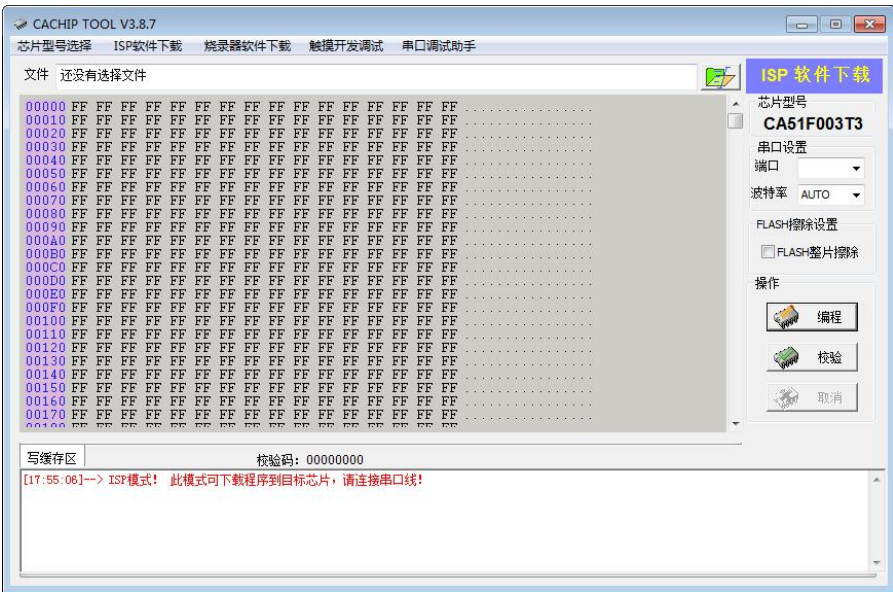 CACHIP TOOL V3.8.7
芯片型号选择 ISP软件下载 烧录器软件下载 触摸开发调试 串口调试助手
文件 还没有选择文件
ISP 软件下载
00000 FF FF FF FF FF FF FF FF FF FF FF FF FF FF FF FF ................
00010 FF FF FF FF FF FF FF FF FF FF FF FF FF FF FF FF ................
00020 FF FF FF FF FF FF FF FF FF FF FF FF FF FF FF FF ................
00030 FF FF FF FF FF FF FF FF FF FF FF FF FF FF FF FF ................
00040 FF FF FF FF FF FF FF FF FF FF FF FF FF FF FF FF ................
00050 FF FF FF FF FF FF FF FF FF FF FF FF FF FF FF FF ................
00060 FF FF FF FF FF FF FF FF FF FF FF FF FF FF FF FF ................
00070 FF FF FF FF FF FF FF FF FF FF FF FF FF FF FF FF ................
00080 FF FF FF FF FF FF FF FF FF FF FF FF FF FF FF FF ................
00090 FF FF FF FF FF FF FF FF FF FF FF FF FF FF FF FF ................
000A0 FF FF FF FF FF FF FF FF FF FF FF FF FF FF FF FF ................
000B0 FF FF FF FF FF FF FF FF FF FF FF FF FF FF FF FF ................
000C0 FF FF FF FF FF FF FF FF FF FF FF FF FF FF FF FF ................
000D0 FF FF FF FF FF FF FF FF FF FF FF FF FF FF FF FF ................
000E0 FF FF FF FF FF FF FF FF FF FF FF FF FF FF FF FF ................
000F0 FF FF FF FF FF FF FF FF FF FF FF FF FF FF FF FF ................
00100 FF FF FF FF FF FF FF FF FF FF FF FF FF FF FF FF ................
00110 FF FF FF FF FF FF FF FF FF FF FF FF FF FF FF FF ................
00120 FF FF FF FF FF FF FF FF FF FF FF FF FF FF FF FF ................
00130 FF FF FF FF FF FF FF FF FF FF FF FF FF FF FF FF ................
00140 FF FF FF FF FF FF FF FF FF FF FF FF FF FF FF FF ................
00150 FF FF FF FF FF FF FF FF FF FF FF FF FF FF FF FF ................
00160 FF FF FF FF FF FF FF FF FF FF FF FF FF FF FF FF ................
00170 FF FF FF FF FF FF FF FF FF FF FF FF FF FF FF FF ................
芯片型号
CA51F003T3
串口设置
端口
波特率 AUTO
FLASH擦除设置
FLASH整片擦除
操作
编程
校验
取消
写缓存区 校验码: 00000000
[17:55:06]--> ISP模式! 此模式可下载程序到目标芯片，请连接串口线!